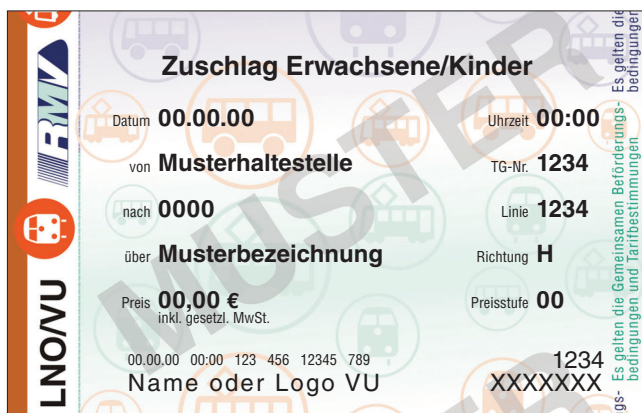 Zuschlag Erwachsene/Kinder
Datum 00.00.00 Uhrzeit 00:00
von Musterhaltestelle TG-Nr. 1234
nach 0000 Linie 1234
über Musterbezeichnung Richtung H
Preis 00,00 € Preisstufe 00
inkl. gesetzl. MwSt.
00.00.00 00:00 123 456 12345 789 1234
Name oder Logo VU XXXXXXX
MUSTER
RMV
LNO/VU
Es gelten die Gemeinsamen Beförderungs-
bedingungen und Tarifbestimmungen
Es gelten die
bedingungen
gs-